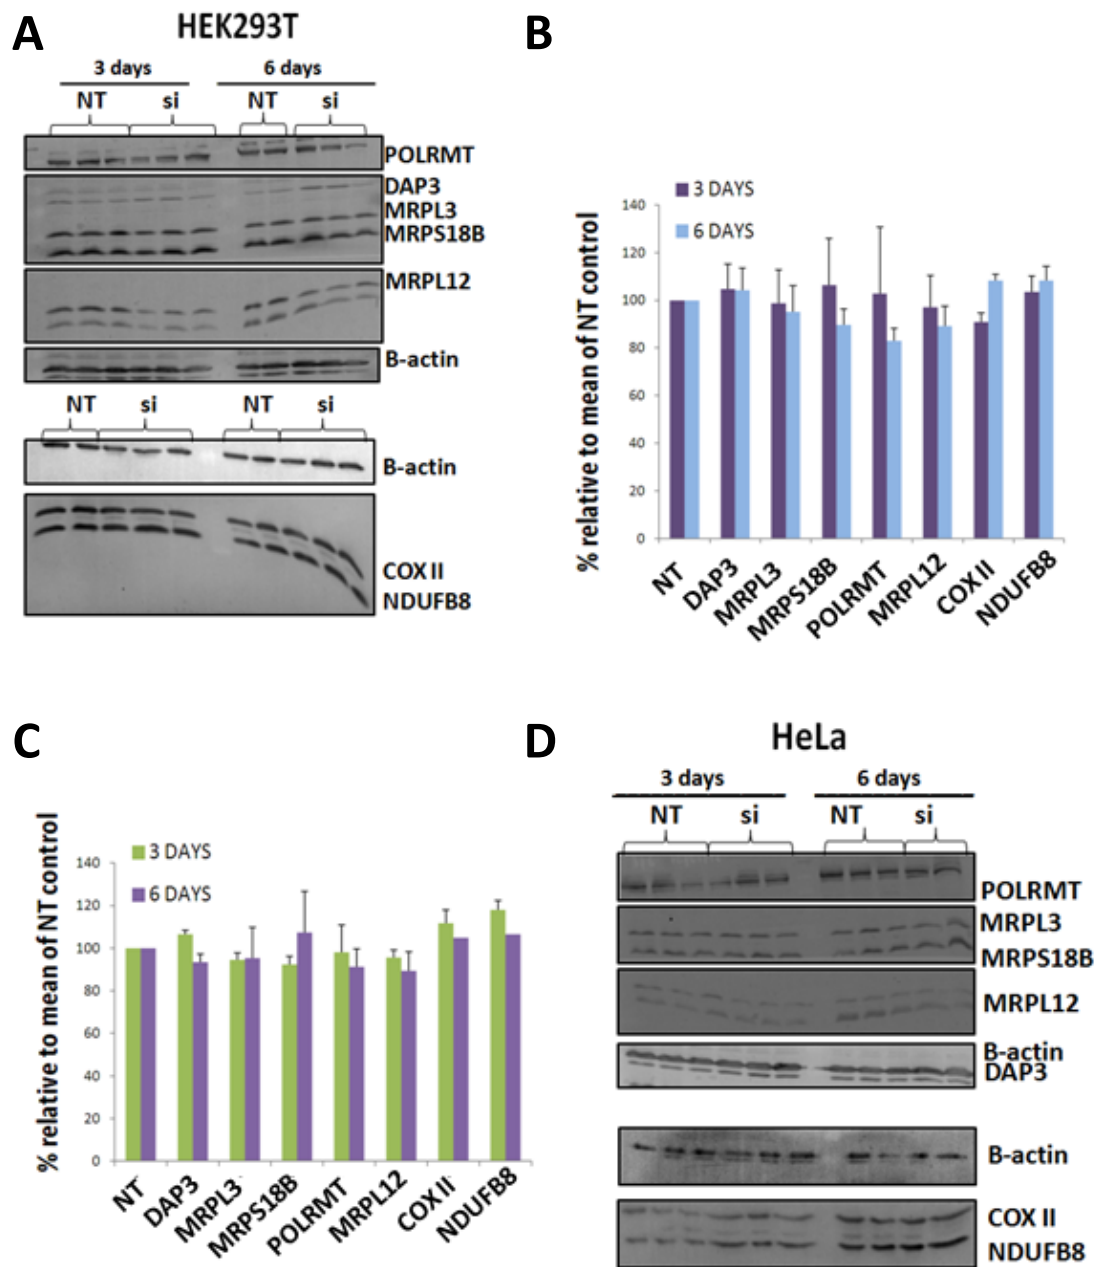 A
HEK293T
3 days
6 days
NT
si
NT
si
POLRMT
DAP3
MRPL3
MRPS18B
MRPL12
B-actin
NT
si
NT
si
B-actin
COX II
NDUFB8
B
3 DAYS
6 DAYS
% relative to mean of NT control
140
120
100
80
60
40
20
0
NT
DAP3
MRPL3
MRPS18B
POLRMT
MRPL12
COX II
NDUFB8
C
3 DAYS
6 DAYS
% relative to mean of NT control
140
120
100
80
60
40
20
0
NT
DAP3
MRPL3
MRPS18B
POLRMT
MRPL12
COX II
NDUFB8
D
HeLa
3 days
6 days
NT
si
NT
si
POLRMT
MRPL3
MRPS18B
MRPL12
B-actin
DAP3
B-actin
COX II
NDUFB8